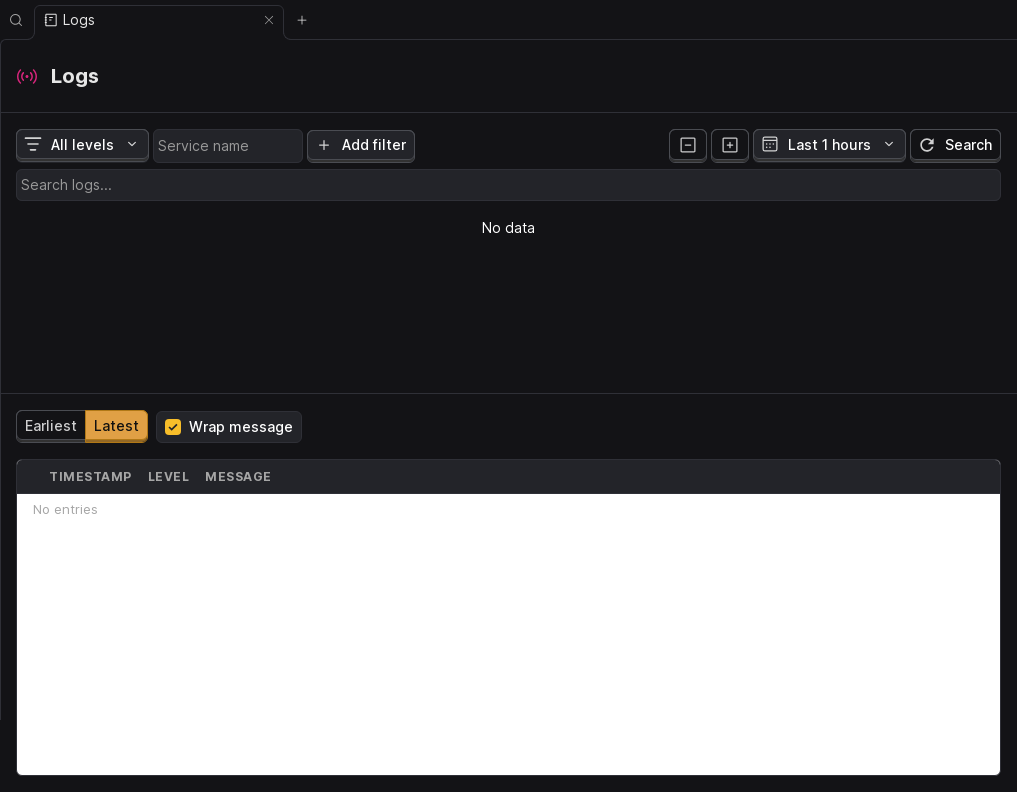 Logs
Logs
All levels
Service name
Add filter
Last 1 hours
Search
Search logs...
No data
Earliest
Latest
Wrap message
TIMESTAMP LEVEL MESSAGE
No entries